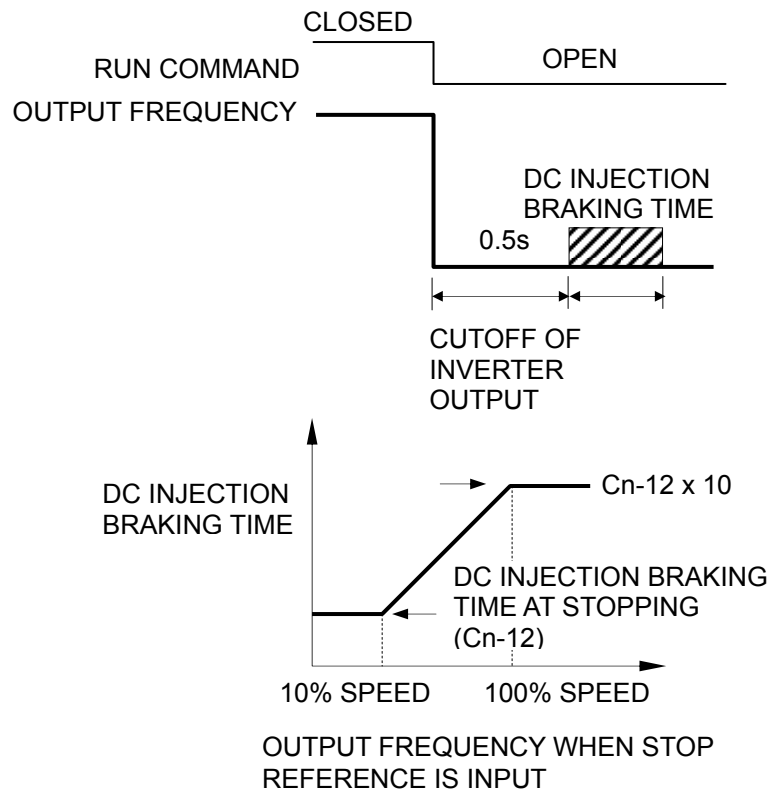 CLOSED
RUN COMMAND
OPEN
OUTPUT FREQUENCY
DC INJECTION
BRAKING TIME
0.5s
CUTOFF OF
INVERTER
OUTPUT
DC INJECTION
BRAKING TIME
Cn-12 x 10
DC INJECTION BRAKING
TIME AT STOPPING
(Cn-12)
10% SPEED
100% SPEED
OUTPUT FREQUENCY WHEN STOP
REFERENCE IS INPUT